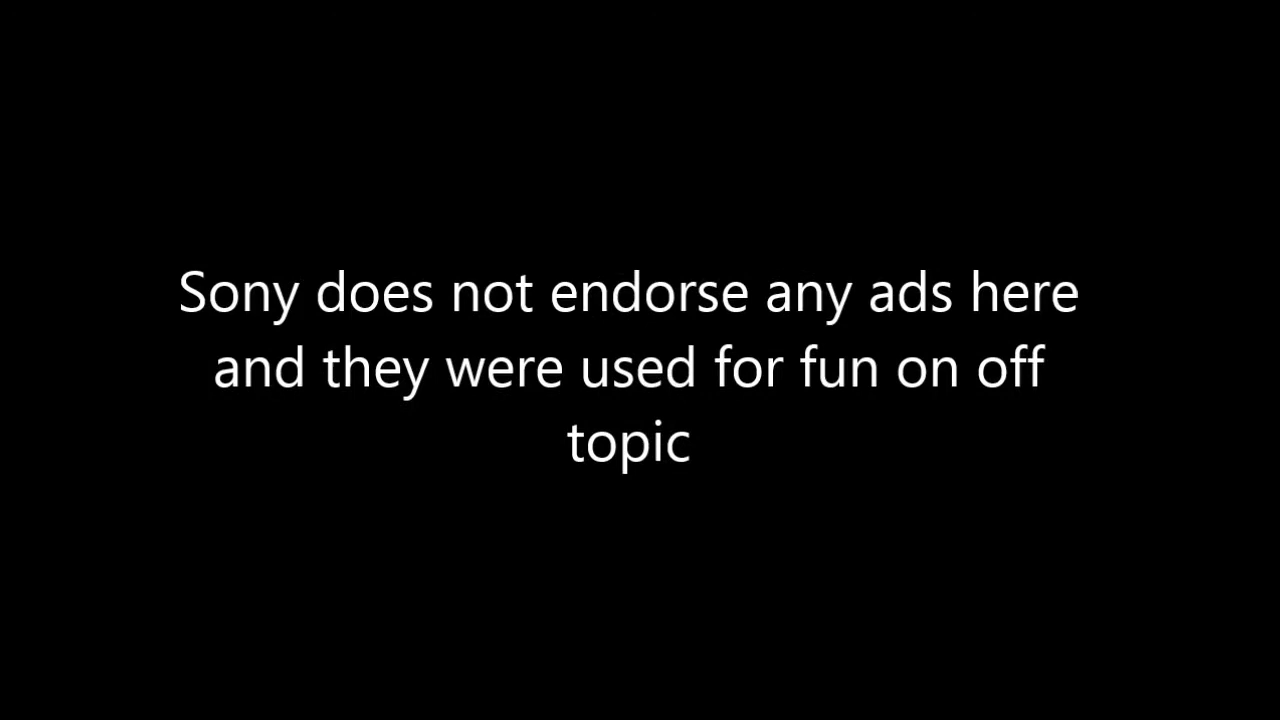 Sony does not endorse any ads here
and they were used for fun on off
topic